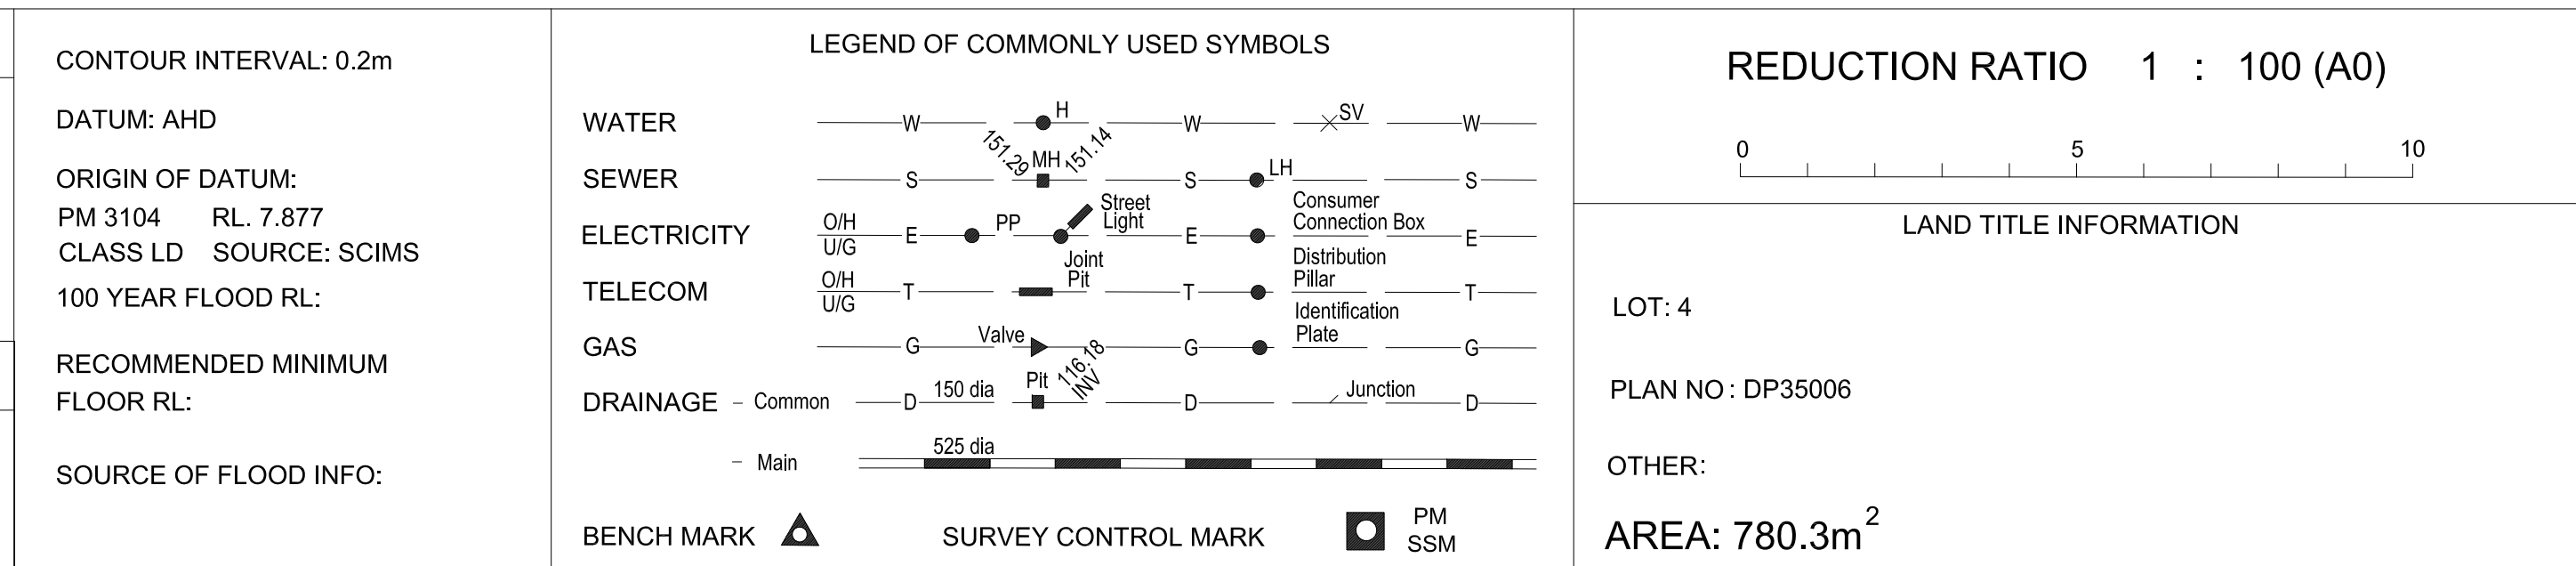 CONTOUR INTERVAL: 0.2m
DATUM: AHD
ORIGIN OF DATUM:
PM 3104 RL. 7.877
CLASS LD SOURCE: SCIMS
100 YEAR FLOOD RL:
RECOMMENDED MINIMUM
FLOOR RL:
SOURCE OF FLOOD INFO:
LEGEND OF COMMONLY USED SYMBOLS
WATER W H W SV W
151.29 MH 151.14
SEWER S S LH S
Street
Light
Consumer
Connection Box
ELECTRICITY O/H U/G E PP E E
Joint
Pit
Distribution
Pillar
TELECOM O/H U/G T T T
Identification
Plate
GAS G Valve G G
116.18
INV
DRAINAGE - Common D 150 dia Pit D Junction D
- Main 525 dia
BENCH MARK SURVEY CONTROL MARK PM
SSM
REDUCTION RATIO 1 : 100 (A0)
0 5 10
LAND TITLE INFORMATION
LOT: 4
PLAN NO : DP35006
OTHER:
AREA: 780.3m²